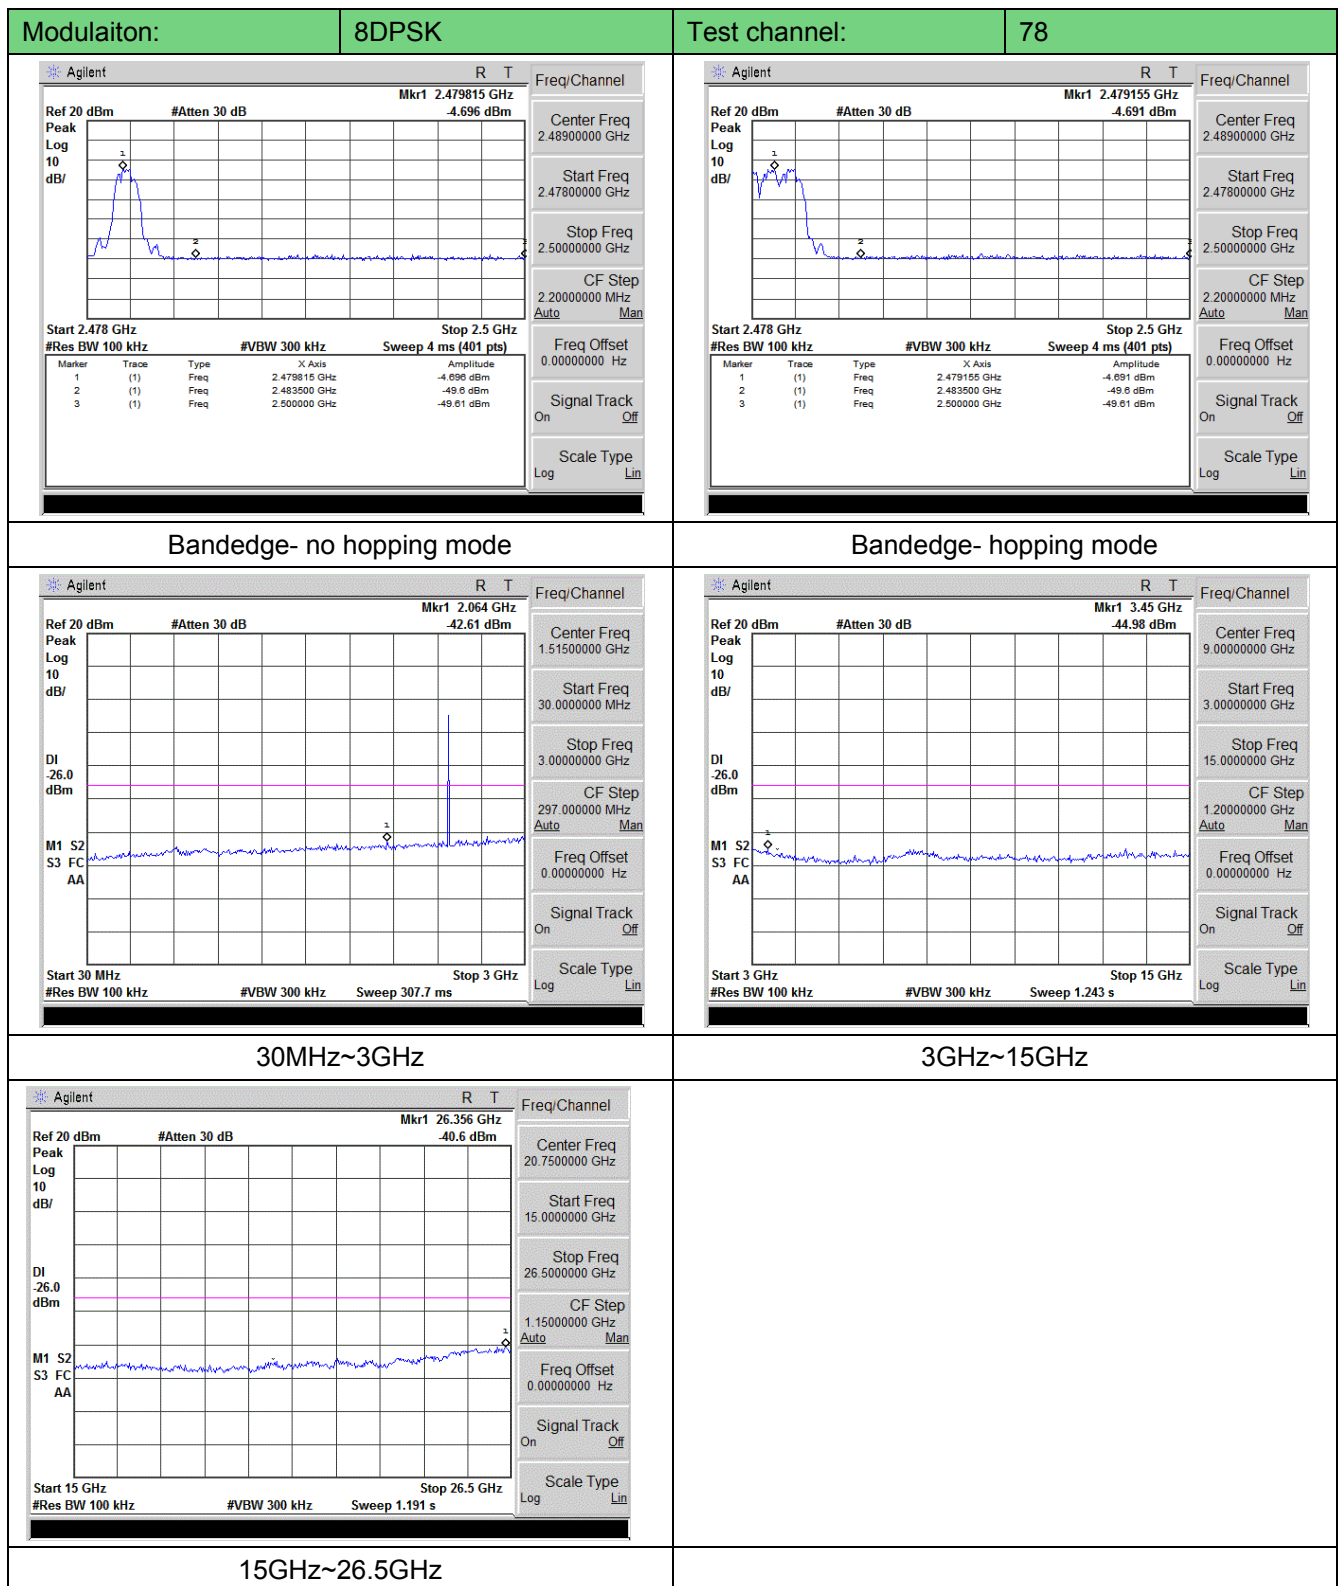 Modulaiton: 8DPSK Test channel: 78
Agilent R T
Mkr1 2.479815 GHz
Ref 20 dBm #Atten 30 dB -4.696 dBm
Peak
Log
10
dB/
1
2
3
Start 2.478 GHz Stop 2.5 GHz
#Res BW 100 kHz #VBW 300 kHz Sweep 4 ms (401 pts)
Marker Trace Type X Axis Amplitude
1 (1) Freq 2.479815 GHz -4.696 dBm
2 (1) Freq 2.483500 GHz -49.6 dBm
3 (1) Freq 2.500000 GHz -49.61 dBm
Freq/Channel
Center Freq
2.48900000 GHz
Start Freq
2.47800000 GHz
Stop Freq
2.50000000 GHz
CF Step
2.20000000 MHz
Auto Man
Freq Offset
0.00000000 Hz
Signal Track
On Off
Scale Type
Log Lin
Agilent R T
Mkr1 2.479155 GHz
Ref 20 dBm #Atten 30 dB -4.691 dBm
Peak
Log
10
dB/
1
2
3
Start 2.478 GHz Stop 2.5 GHz
#Res BW 100 kHz #VBW 300 kHz Sweep 4 ms (401 pts)
Marker Trace Type X Axis Amplitude
1 (1) Freq 2.479155 GHz -4.691 dBm
2 (1) Freq 2.483500 GHz -49.6 dBm
3 (1) Freq 2.500000 GHz -49.61 dBm
Freq/Channel
Center Freq
2.48900000 GHz
Start Freq
2.47800000 GHz
Stop Freq
2.50000000 GHz
CF Step
2.20000000 MHz
Auto Man
Freq Offset
0.00000000 Hz
Signal Track
On Off
Scale Type
Log Lin
Bandedge- no hopping mode Bandedge- hopping mode
Agilent R T
Mkr1 2.064 GHz
Ref 20 dBm #Atten 30 dB -42.61 dBm
Peak
Log
10
dB/
DI
-26.0
dBm
1
M1 S2
S3 FC
AA
Start 30 MHz Stop 3 GHz
#Res BW 100 kHz #VBW 300 kHz Sweep 307.7 ms
Freq/Channel
Center Freq
1.51500000 GHz
Start Freq
30.0000000 MHz
Stop Freq
3.00000000 GHz
CF Step
297.000000 MHz
Auto Man
Freq Offset
0.00000000 Hz
Signal Track
On Off
Scale Type
Log Lin
Agilent R T
Mkr1 3.45 GHz
Ref 20 dBm #Atten 30 dB -44.98 dBm
Peak
Log
10
dB/
DI
-26.0
dBm
1
M1 S2
S3 FC
AA
Start 3 GHz Stop 15 GHz
#Res BW 100 kHz #VBW 300 kHz Sweep 1.243 s
Freq/Channel
Center Freq
9.00000000 GHz
Start Freq
3.00000000 GHz
Stop Freq
15.0000000 GHz
CF Step
1.20000000 GHz
Auto Man
Freq Offset
0.00000000 Hz
Signal Track
On Off
Scale Type
Log Lin
30MHz~3GHz 3GHz~15GHz
Agilent R T
Mkr1 26.356 GHz
Ref 20 dBm #Atten 30 dB -40.6 dBm
Peak
Log
10
dB/
DI
-26.0
dBm
1
M1 S2
S3 FC
AA
Start 15 GHz Stop 26.5 GHz
#Res BW 100 kHz #VBW 300 kHz Sweep 1.191 s
Freq/Channel
Center Freq
20.7500000 GHz
Start Freq
15.0000000 GHz
Stop Freq
26.5000000 GHz
CF Step
1.15000000 GHz
Auto Man
Freq Offset
0.00000000 Hz
Signal Track
On Off
Scale Type
Log Lin
15GHz~26.5GHz